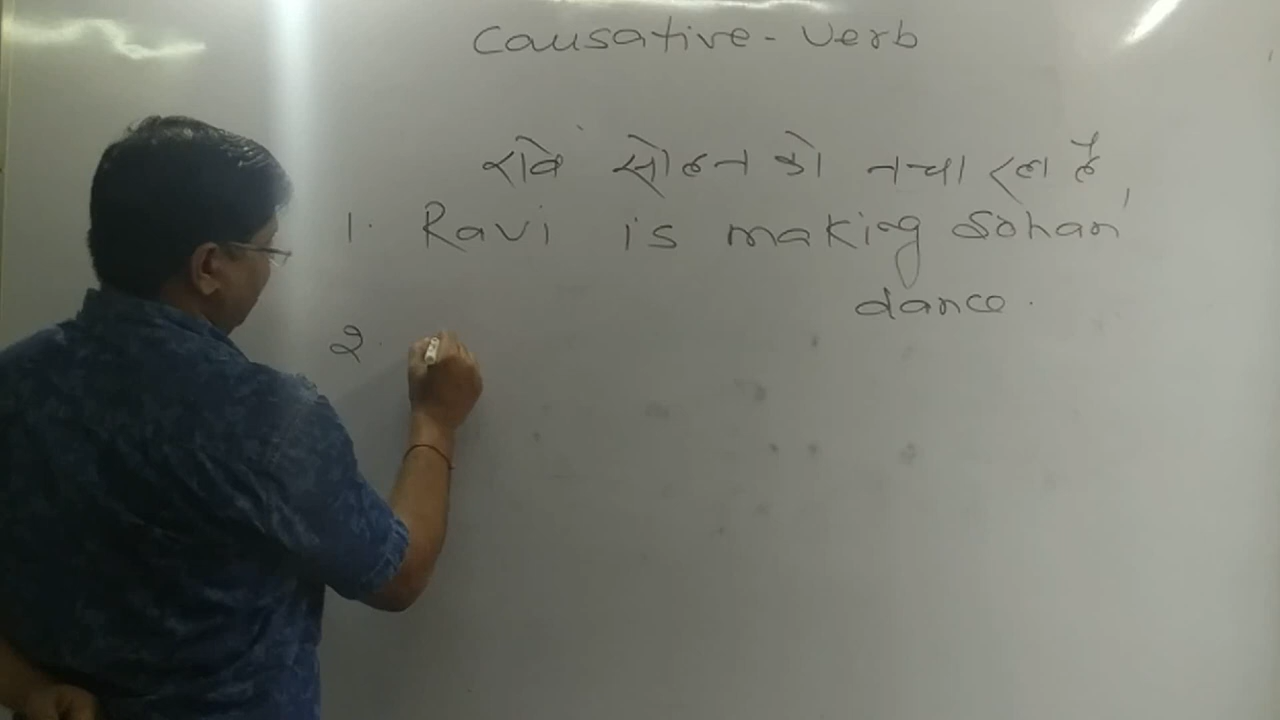 Causative - Verb
रवि सोहन को नचा रहा है,
1. Ravi is making Sohan
dance.
2.